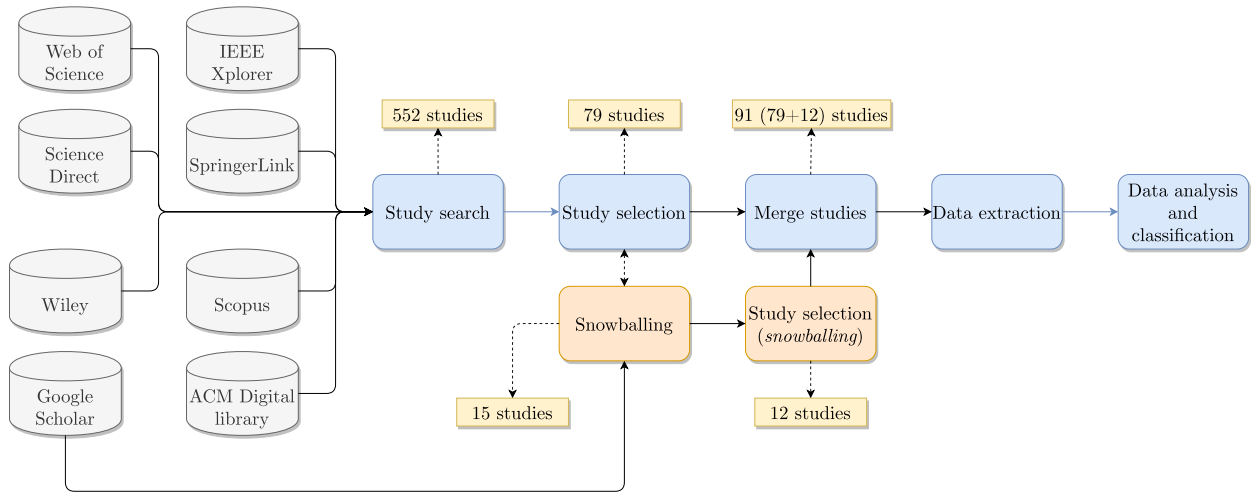 Web of
Science
IEEE
Xplorer
Science
Direct
SpringerLink
Wiley
Scopus
Google
Scholar
ACM Digital
library
552 studies
79 studies
91 (79+12) studies
Study search
Study selection
Merge studies
Data extraction
Data analysis
and
classification
Snowballing
Study selection
(snowballing)
15 studies
12 studies